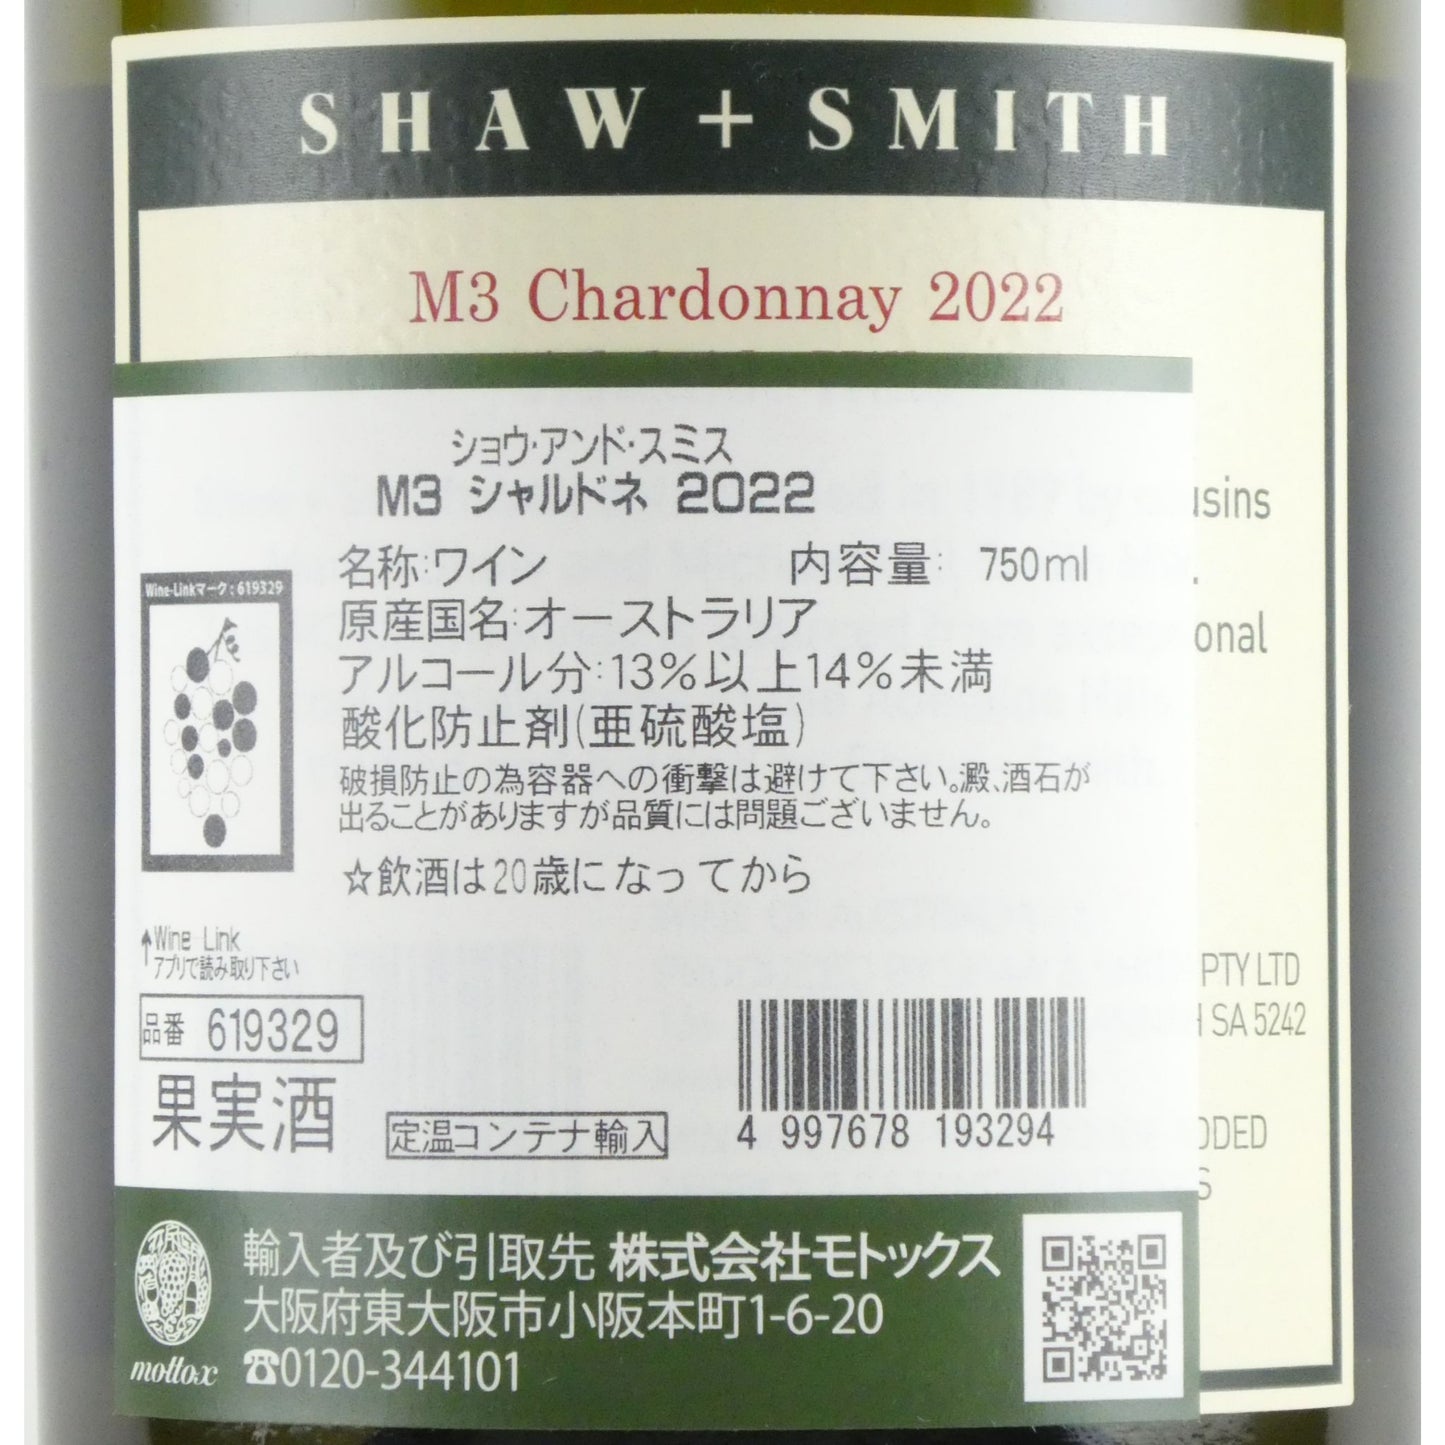 SHAW + SMITH
M3 Chardonnay 2022
ショウ・アンド・スミス
M3 シャルドネ 2022
名称:ワイン 内容量: 750ml
原産国名:オーストラリア
アルコール分:13%以上14%未満
酸化防止剤(亜硫酸塩)
破損防止の為容器への衝撃は避けて下さい。澱、酒石が
出ることがありますが品質には問題ございません。
☆飲酒は20歳になってから
Wine-Linkマーク:619329
↑Wine Link
アプリで読み取り下さい
品番 619329
果実酒
定温コンテナ輸入
4 997678 193294
PTY LTD
SA 5242
輸入者及び引取先 株式会社モトックス
大阪府東大阪市小阪本町1-6-20
☎0120-344101
mottox